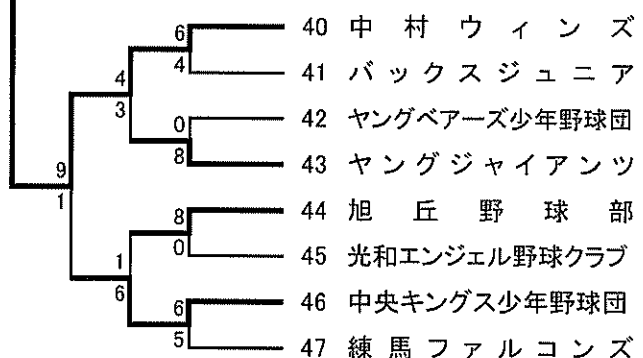 6 40 中村ウィンズ
4 4 41 バックスジュニア
3 0 42 ヤングベアーズ少年野球団
9 8 43 ヤングジャイアンツ
1 8 44 旭丘野球部
1 0 45 光和エンジェル野球クラブ
6 6 46 中央キングス少年野球団
5 47 練馬ファルコンズ